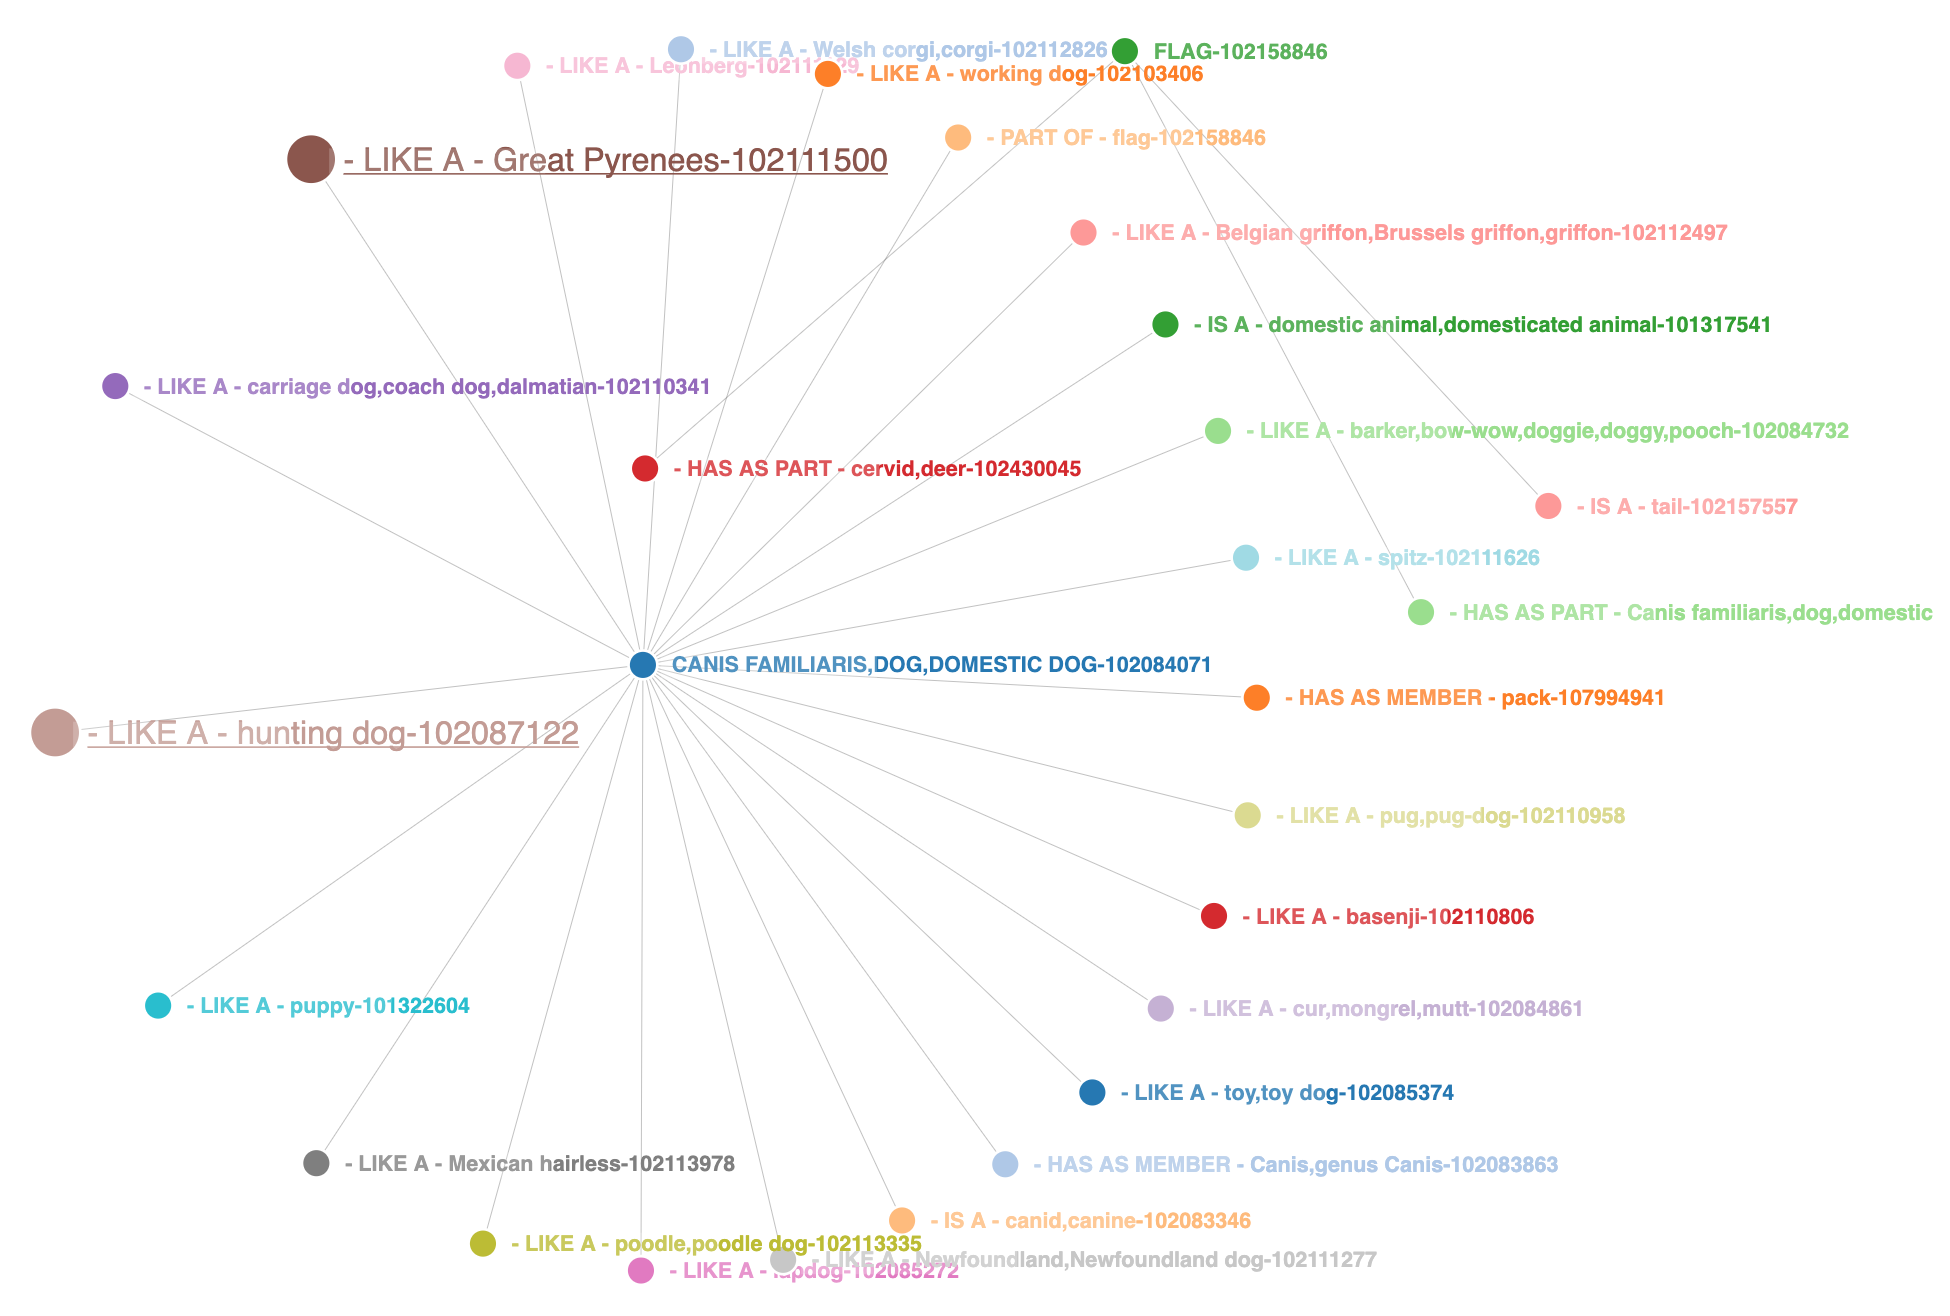 - LIKE A - Welsh corgi,corgi-102112826
FLAG-102158846
- LIKE A - Leonberg-102111
- LIKE A - working dog-102103406
- PART OF - flag-102158846
- LIKE A - Great Pyrenees-102111500
- LIKE A - Belgian griffon,Brussels griffon,griffon-102112497
- IS A - domestic animal,domesticated animal-101317541
- LIKE A - carriage dog,coach dog,dalmatian-102110341
- LIKE A - barker,bow-wow,doggie,doggy,pooch-102084732
- HAS AS PART - cervid,deer-102430045
- IS A - tail-102157557
- LIKE A - spitz-102111626
- HAS AS PART - Canis familiaris,dog,domestic
CANIS FAMILIARIS,DOG,DOMESTIC DOG-102084071
- HAS AS MEMBER - pack-107994941
- LIKE A - hunting dog-102087122
- LIKE A - pug,pug-dog-102110958
- LIKE A - basenji-102110806
- LIKE A - puppy-101322604
- LIKE A - cur,mongrel,mutt-102084861
- LIKE A - toy,toy dog-102085374
- LIKE A - Mexican hairless-102113978
- HAS AS MEMBER - Canis,genus Canis-102083863
- IS A - canid,canine-102083346
- LIKE A - poodle,poodle dog-102113335
- LIKE A - Newfoundland,Newfoundland dog-102111277
- LIKE A - lapdog-102085272